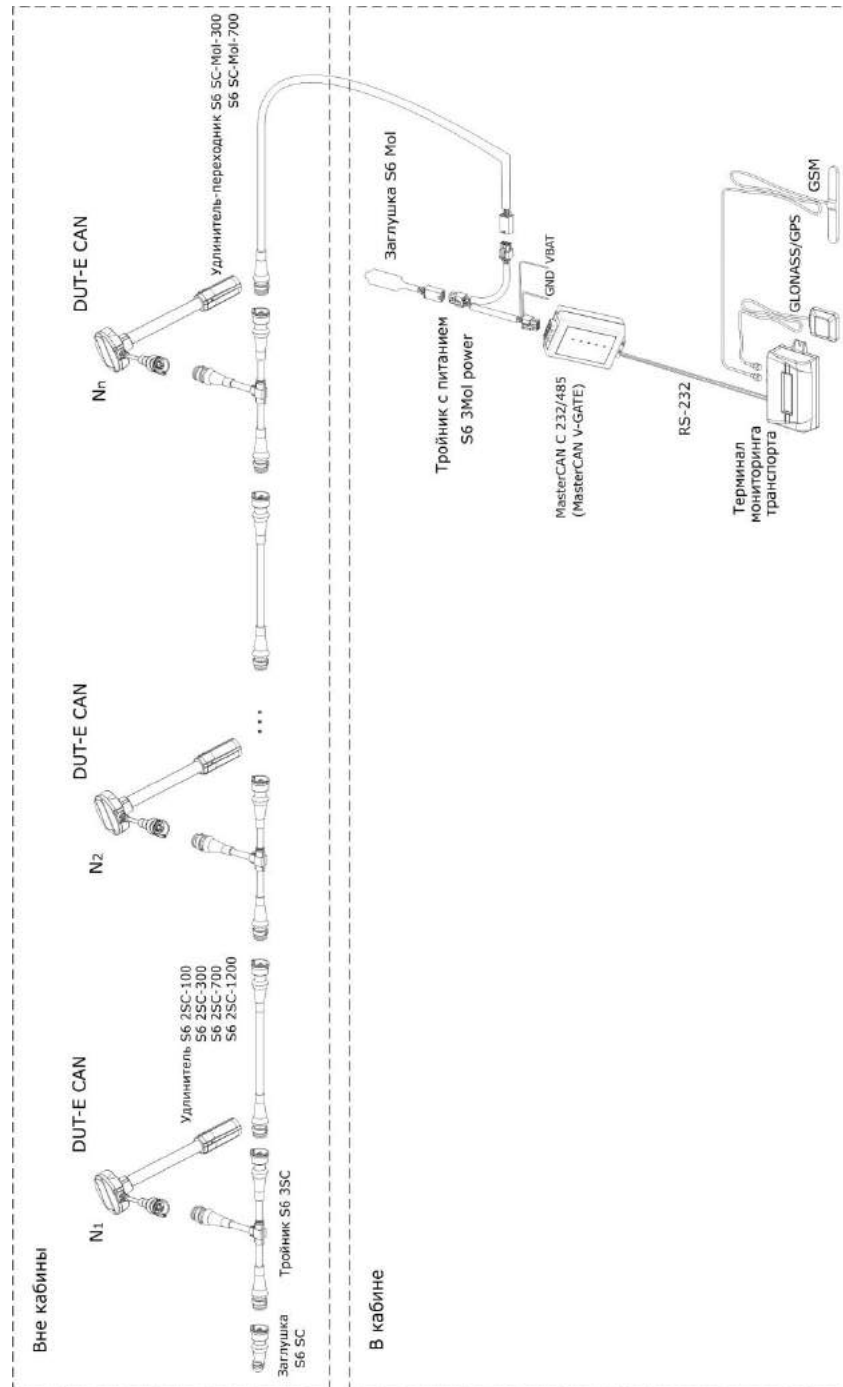 Вне кабины
N1
DUT-E CAN
Заглушка
S6 SC
Тройник S6 3SC
Удлинитель S6 2SC-100
S6 2SC-300
S6 2SC-700
S6 2SC-1200
N2
DUT-E CAN
...
Nn
DUT-E CAN
Удлинитель-переходник S6 SC-Mol-300
S6 SC-Mol-700
В кабине
Заглушка S6 Mol
Тройник с питанием
S6 3Mol power
GND VBAT
MasterCAN C 232/485
(MasterCAN V-GATE)
RS-232
Терминал
мониторинга
транспорта
GLONASS/GPS
GSM